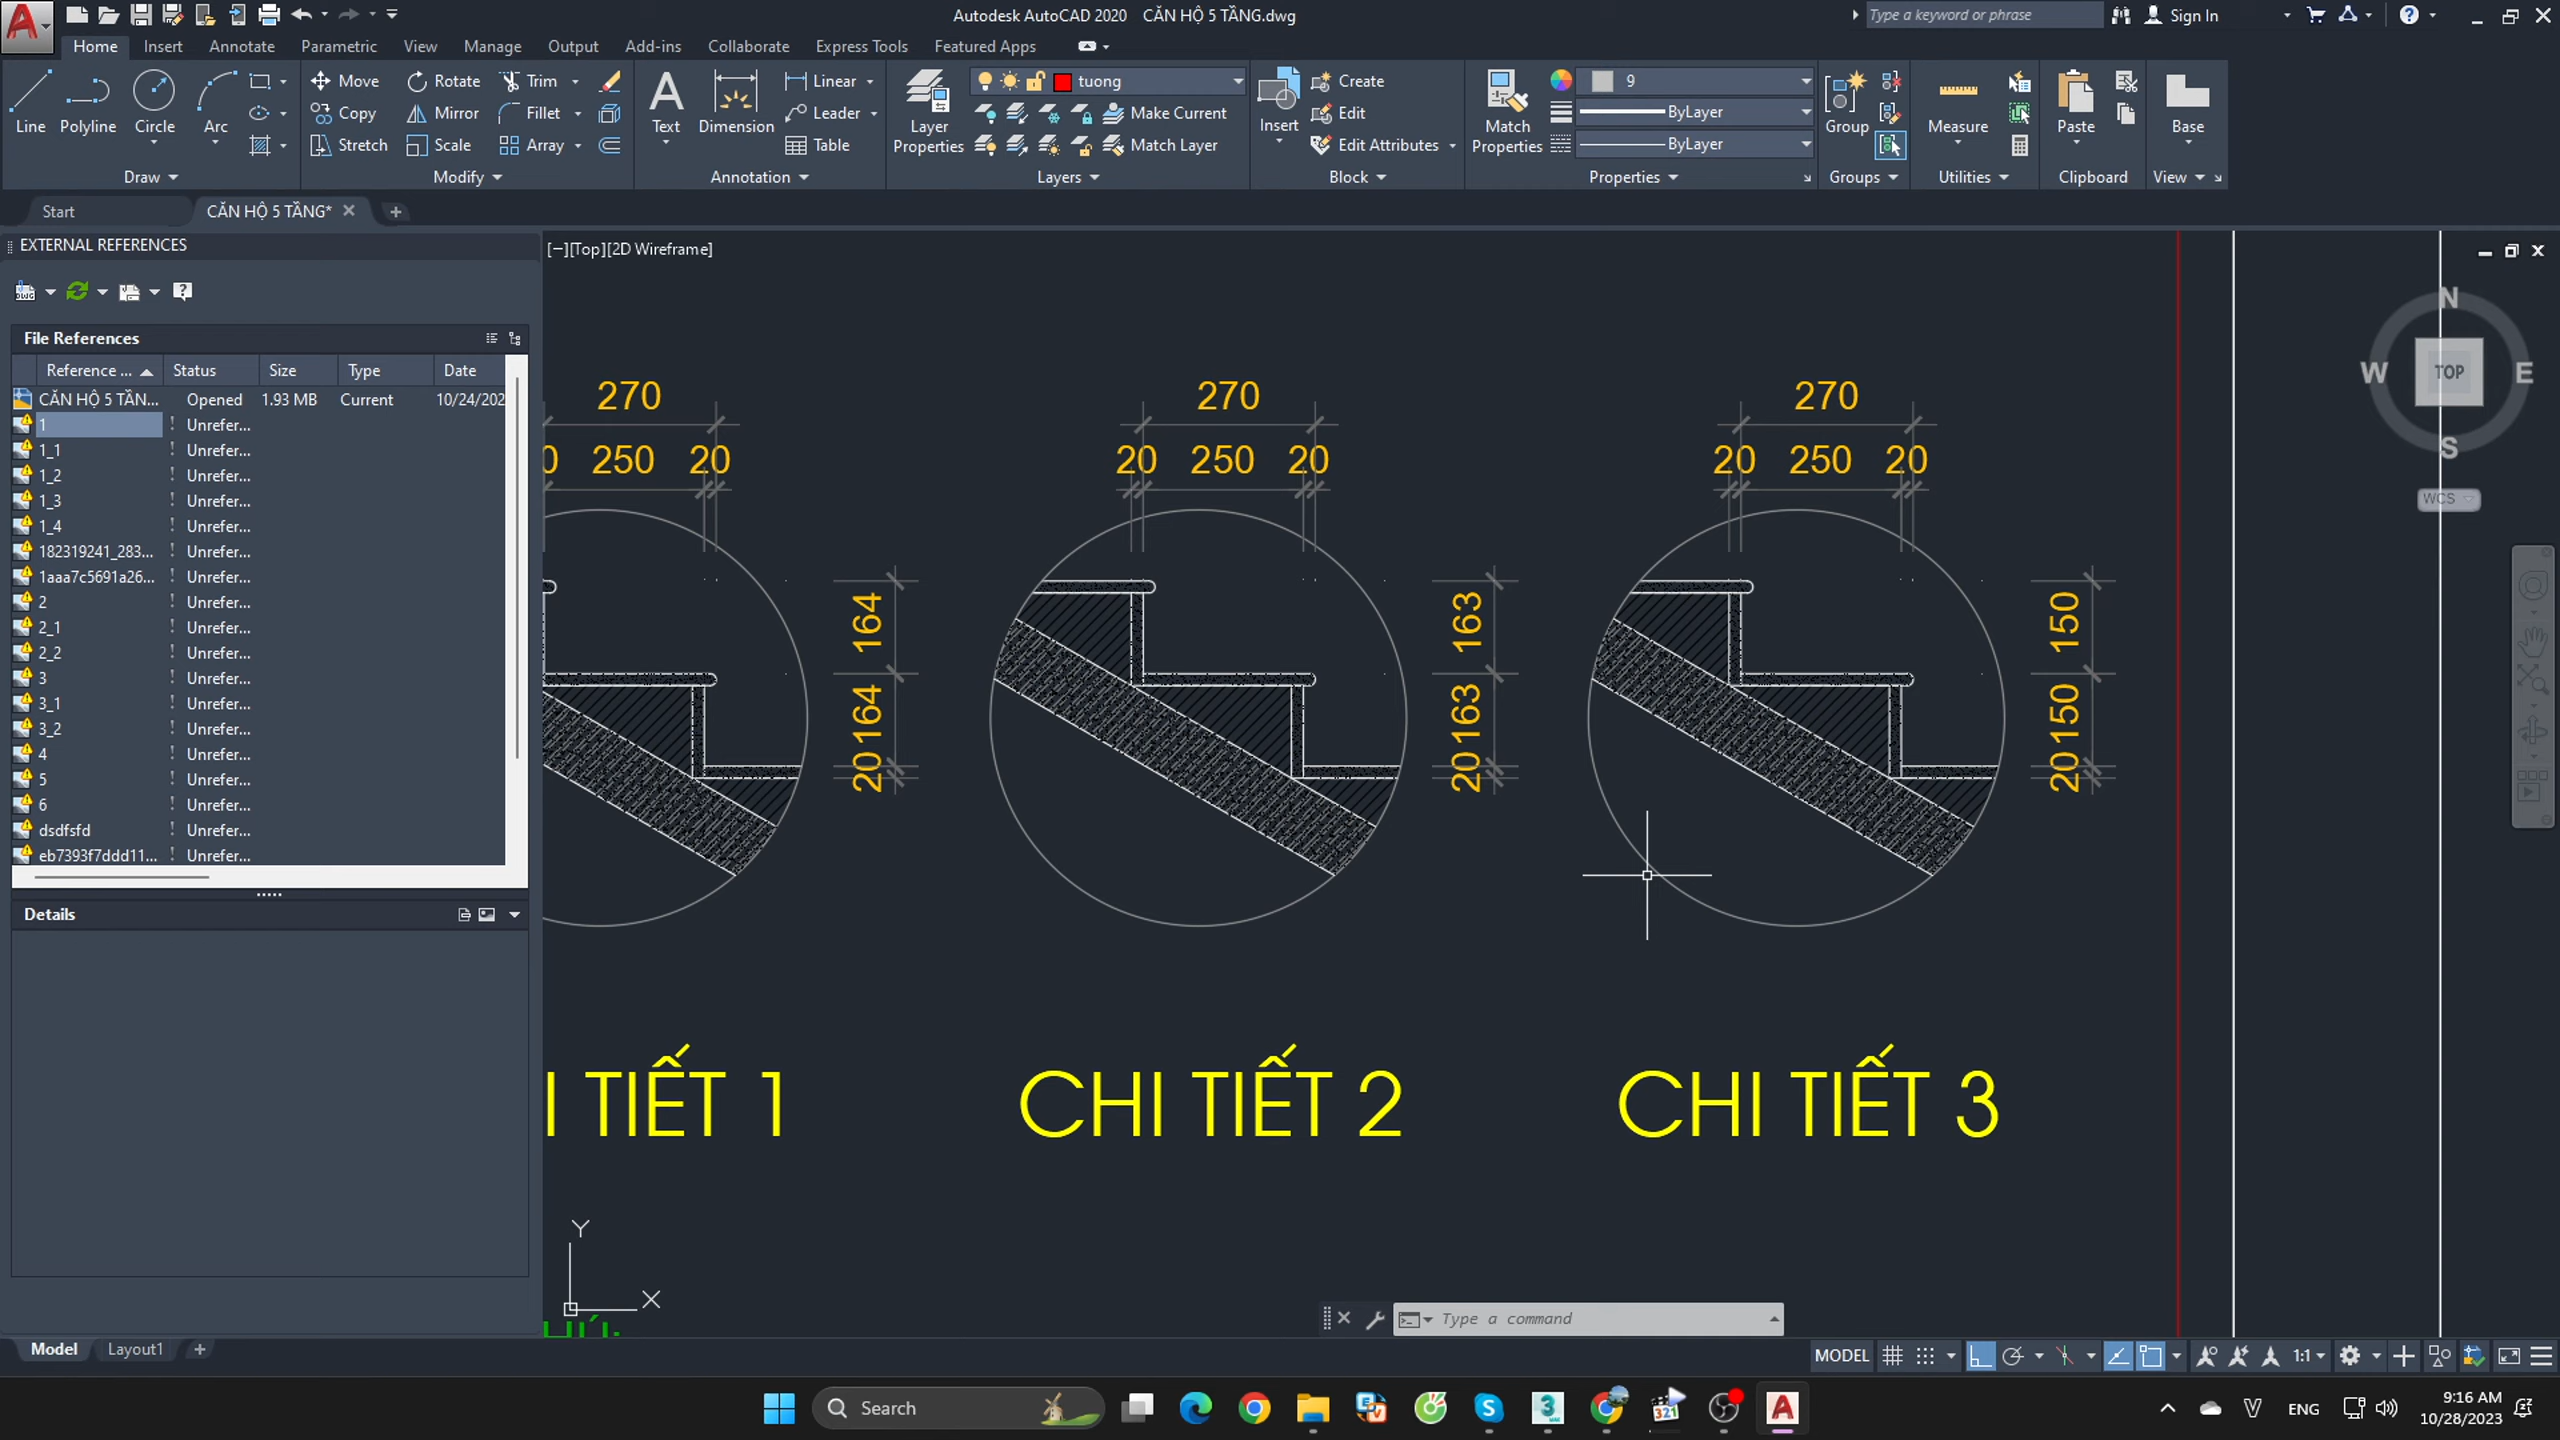 Autodesk AutoCAD 2020 CĂN HỘ 5 TẦNG.dwg
Type a keyword or phrase
Sign In
Home Insert Annotate Parametric View Manage Output Add-ins Collaborate Express Tools Featured Apps
Line Polyline Circle Arc
Draw
Move Rotate Trim
Copy Mirror Fillet
Stretch Scale Array
Modify
Text Dimension
Linear
Leader
Table
Annotation
Layer Properties
tuong
Make Current
Match Layer
Layers
Insert
Create
Edit
Edit Attributes
Block
Match Properties
9
ByLayer
ByLayer
Properties
Group
Groups
Measure
Utilities
Paste
Clipboard
Base
View
Start CĂN HỘ 5 TẦNG*
EXTERNAL REFERENCES
File References
Reference ... Status Size Type Date
CĂN HỘ 5 TẦN... Opened 1.93 MB Current 10/24/202
1 ! Unrefer...
1_1 ! Unrefer...
1_2 ! Unrefer...
1_3 ! Unrefer...
1_4 ! Unrefer...
182319241_283... ! Unrefer...
1aaa7c5691a26... ! Unrefer...
2 ! Unrefer...
2_1 ! Unrefer...
2_2 ! Unrefer...
3 ! Unrefer...
3_1 ! Unrefer...
3_2 ! Unrefer...
4 ! Unrefer...
5 ! Unrefer...
6 ! Unrefer...
dsdfsfd ! Unrefer...
eb7393f7ddd11... ! Unrefer...
Details
[−][Top][2D Wireframe]
N
W TOP E
S
WCS
270 270 270
0 250 20 20 250 20 20 250 20
164 163 150
164 163 150
20 20 20
I TIẾT 1 CHI TIẾT 2 CHI TIẾT 3
Y
X
Type a command
Model Layout1
MODEL 1:1
Search
ENG
9:16 AM
10/28/2023